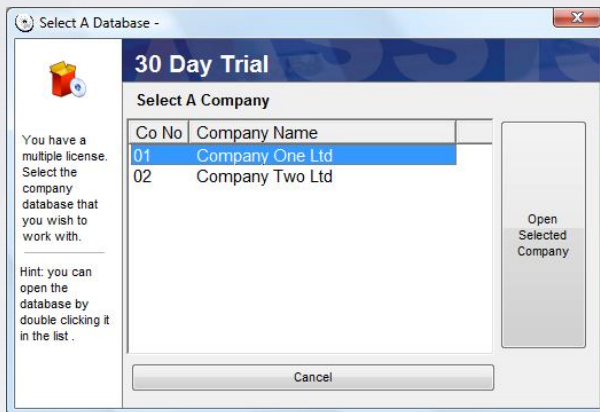 Select A Database -
30 Day Trial
Select A Company
You have a
multiple license.
Select the
company
database that
you wish to
work with.
Hint: you can
open the
database by
double clicking it
in the list .
Co No Company Name
01 Company One Ltd
02 Company Two Ltd
Open
Selected
Company
Cancel